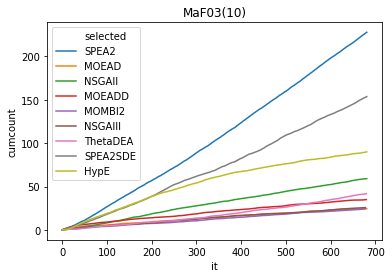 MaF03(10)
selected
SPEA2
MOEAD
NSGAII
MOEADD
MOMBI2
NSGAIII
ThetaDEA
SPEA2SDE
HypE
cumcount
200
150
100
50
0
0 100 200 300 400 500 600 700
it